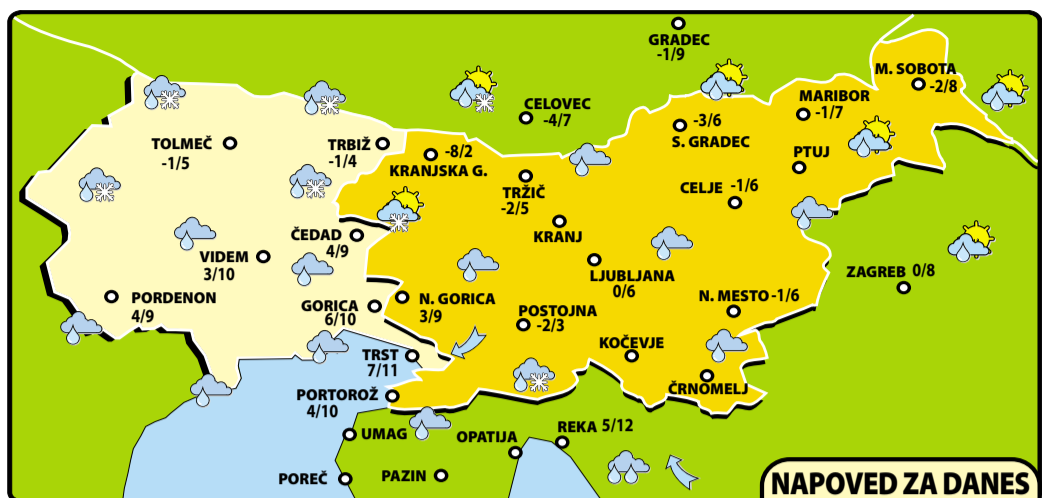 GRADEC
-1/9
M. SOBOTA
-2/8
CELOVEC
-4/7
MARIBOR
-1/7
-3/6
S. GRADEC
TOLMEČ
-1/5
TRBIŽ
-1/4
-8/2
KRANJSKA G.
PTUJ
TRŽIČ
-2/5
CELJE -1/6
KRANJ
ČEDAD
4/9
VIDEM
3/10
LJUBLJANA
0/6
ZAGREB 0/8
PORDENON
4/9
GORICA
6/10
N. GORICA
3/9
POSTOJNA
-2/3
N. MESTO -1/6
KOČEVJE
TRST
7/11
ČRNOMELJ
PORTOROŽ
4/10
UMAG
OPATIJA
REKA 5/12
POREČ
PAZIN
NAPOVED ZA DANES